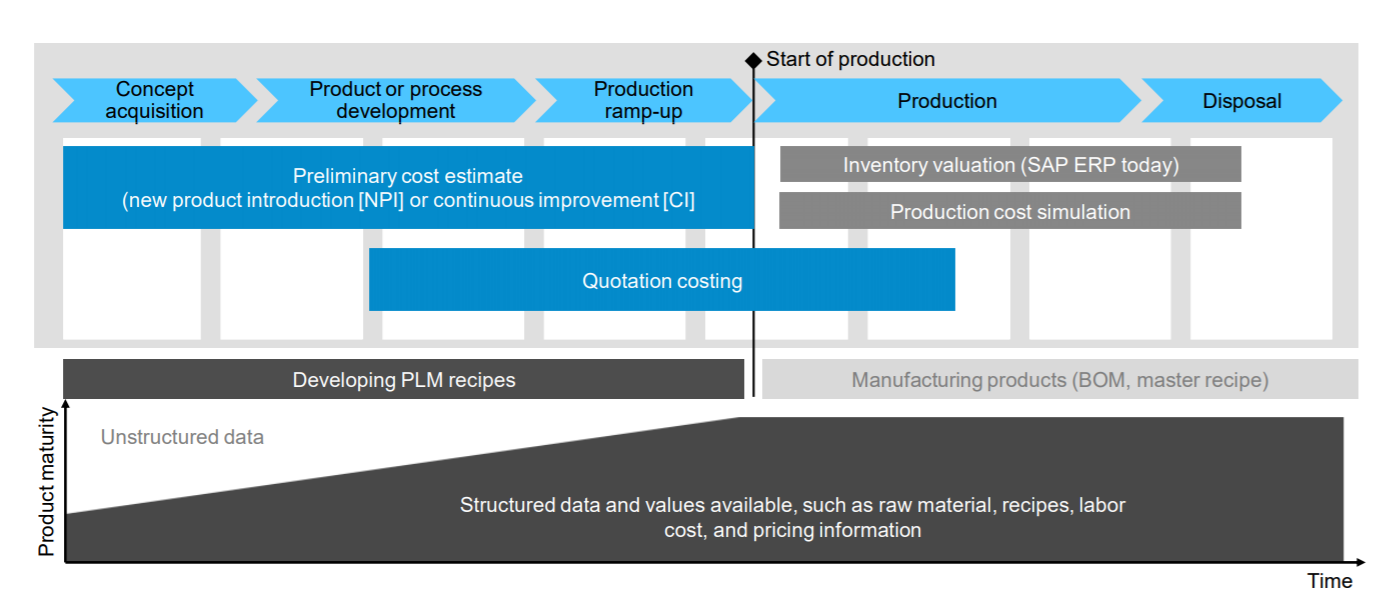 Start of production
Concept
acquisition
Product or process
development
Production
ramp-up
Production
Disposal
Preliminary cost estimate
(new product introduction [NPI] or continuous improvement [CI]
Inventory valuation (SAP ERP today)
Production cost simulation
Quotation costing
Developing PLM recipes
Manufacturing products (BOM, master recipe)
Product maturity
Unstructured data
Structured data and values available, such as raw material, recipes, labor
cost, and pricing information
Time